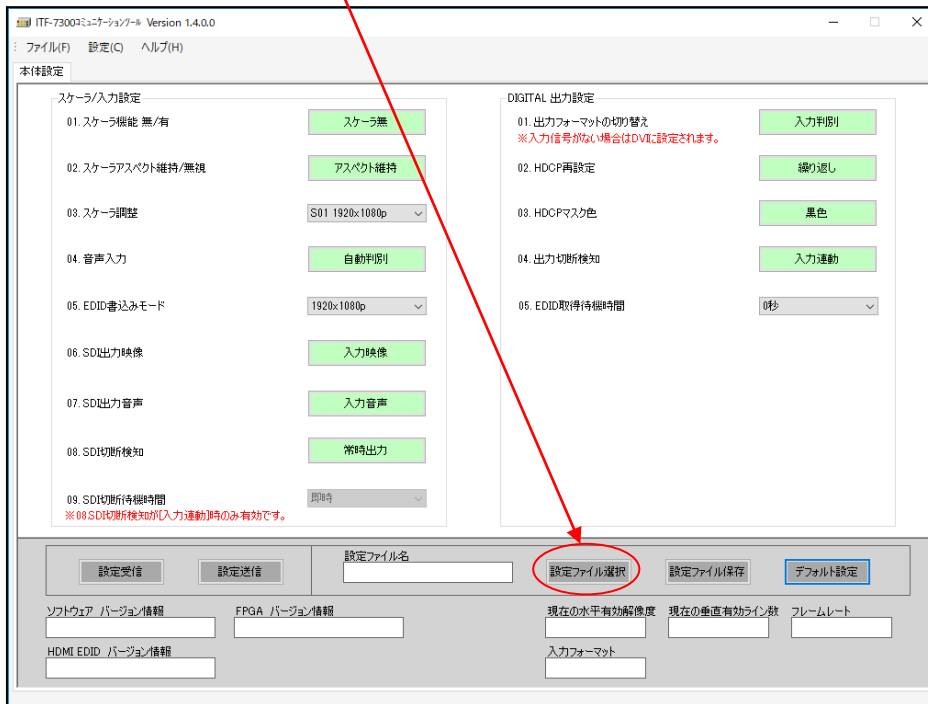 ITF-7300ｺﾐｭﾆｹｰｼｮﾝﾂｰﾙ Version 1.4.0.0
ファイル(F) 設定(C) ヘルプ(H)
本体設定
スケーラ/入力設定
01. スケーラ機能 無/有
スケーラ無
02. スケーラアスペクト維持/無視
アスペクト維持
03. スケーラ調整
S01 1920x1080p
04. 音声入力
自動判別
05. EDID書込みモード
1920x1080p
06. SDI出力映像
入力映像
07. SDI出力音声
入力音声
08. SDI切断検知
常時出力
09. SDI切断待機時間
即時
※08.SDI切断検知が[入力連動]時のみ有効です。
DIGITAL 出力設定
01. 出力フォーマットの切り替え
入力判別
※入力信号がない場合はDVIに設定されます。
02. HDCP再設定
繰り返し
03. HDCPマスク色
黒色
04. 出力切断検知
入力連動
05. EDID取得待機時間
0秒
設定受信
設定送信
設定ファイル名
設定ファイル選択
設定ファイル保存
デフォルト設定
ソフトウェア バージョン情報
FPGA バージョン情報
現在の水平有効解像度
現在の垂直有効ライン数
フレームレート
HDMI EDID バージョン情報
入力フォーマット